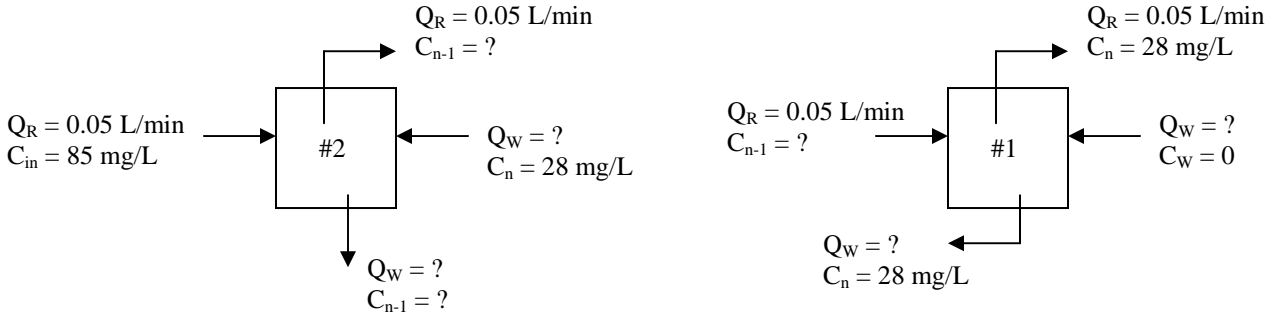 Q_R = 0.05 L/min
C_n-1 = ?
Q_R = 0.05 L/min
C_in = 85 mg/L
#2
Q_W = ?
C_n = 28 mg/L
Q_W = ?
C_n-1 = ?
Q_R = 0.05 L/min
C_n = 28 mg/L
Q_R = 0.05 L/min
C_n-1 = ?
#1
Q_W = ?
C_W = 0
Q_W = ?
C_n = 28 mg/L